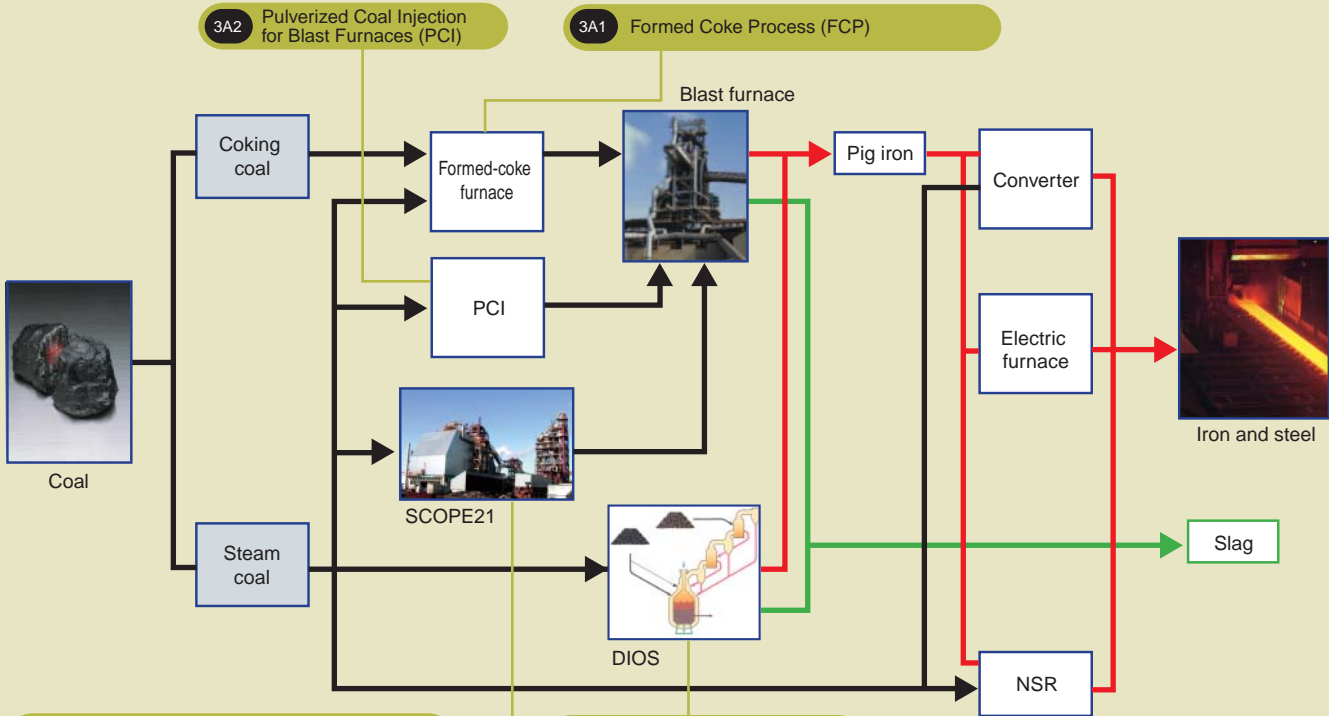 3A2 Pulverized Coal Injection
for Blast Furnaces (PCI)
3A1 Formed Coke Process (FCP)
Blast furnace
Coking
coal
Formed-coke
furnace
Pig iron
Converter
PCI
Electric
furnace
Coal
SCOPE21
Iron and steel
Steam
coal
Slag
DIOS
NSR